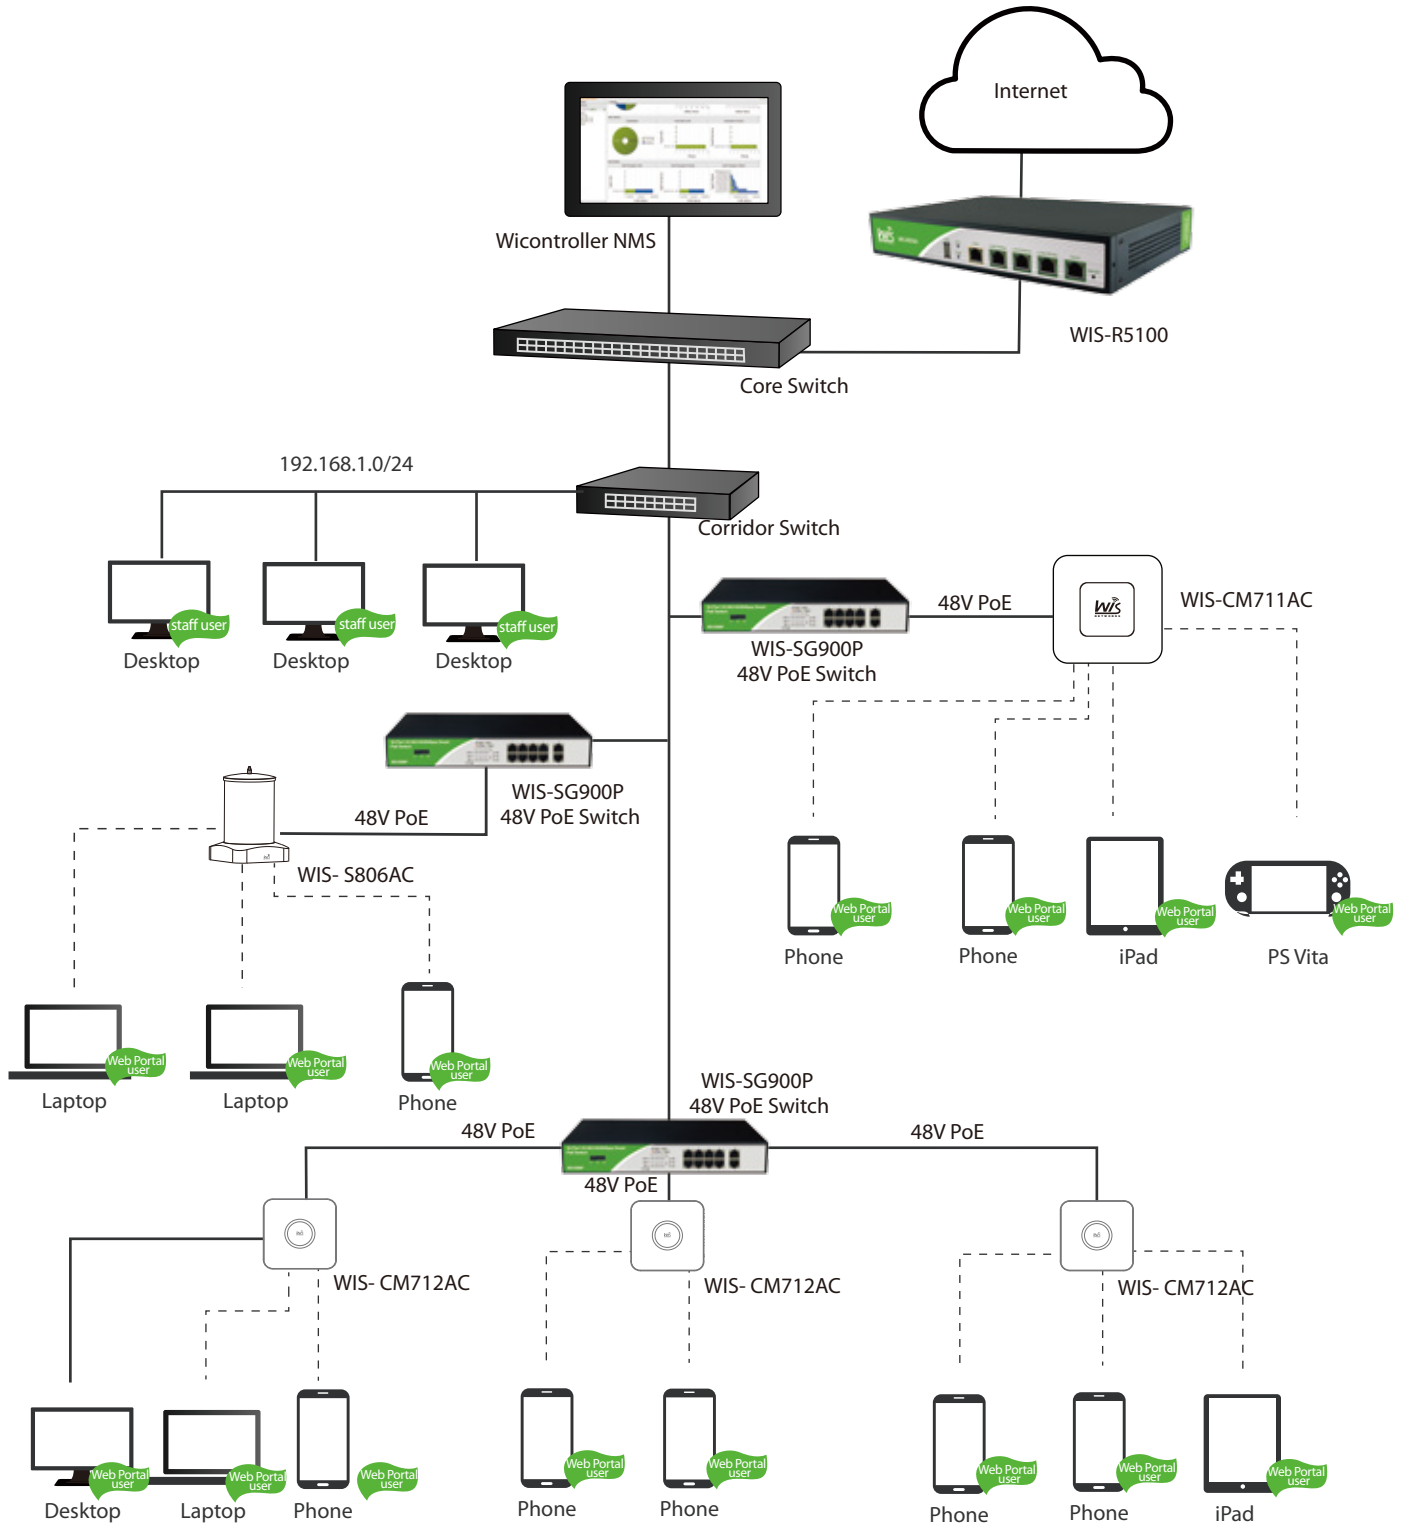 Internet
Wicontroller NMS
WiS
WIS-R5100
Core Switch
192.168.1.0/24
Corridor Switch
staff user
staff user
staff user
Desktop
Desktop
Desktop
48V PoE
WiS
NETWORKS
WIS-CM711AC
WIS-SG900P
48V PoE Switch
WIS-SG900P
48V PoE Switch
48V PoE
WIS- S806AC
Web Portal
user
Web Portal
user
Web Portal
user
Web Portal
user
Phone
Phone
iPad
PS Vita
Web Portal
user
Web Portal
user
Web Portal
user
Laptop
Laptop
Phone
WIS-SG900P
48V PoE Switch
48V PoE
48V PoE
48V PoE
WIS- CM712AC
WIS- CM712AC
WIS- CM712AC
Web Portal
user
Web Portal
user
Web Portal
user
Web Portal
user
Web Portal
user
Web Portal
user
Web Portal
user
Web Portal
user
Desktop
Laptop
Phone
Phone
Phone
Phone
Phone
iPad